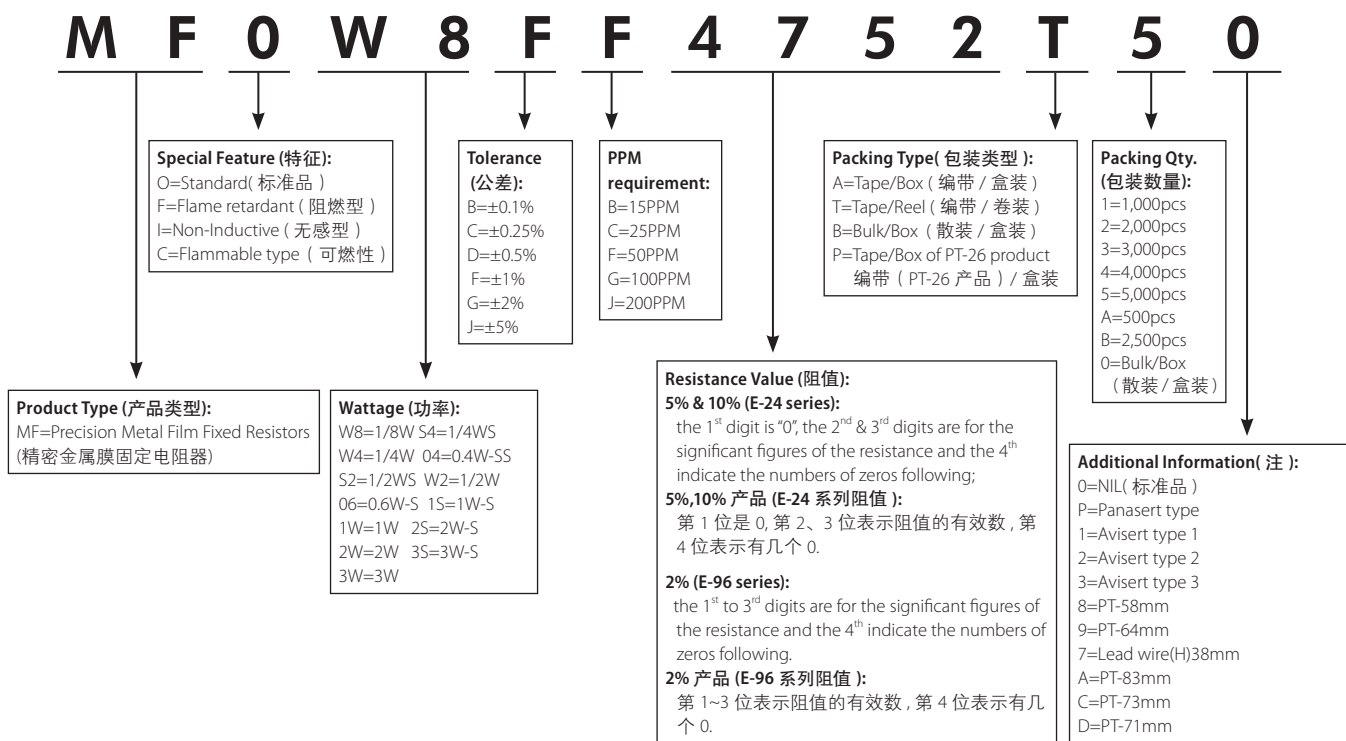 M F 0 W 8 F F 4 7 5 2 T 5 0
Special Feature (特征):
O=Standard( 标准品 )
F=Flame retardant ( 阻燃型 )
I=Non-Inductive ( 无感型 )
C=Flammable type （ 可燃性 )
Tolerance
(公差):
B=±0.1%
C=±0.25%
D=±0.5%
F=±1%
G=±2%
J=±5%
PPM
requirement:
B=15PPM
C=25PPM
F=50PPM
G=100PPM
J=200PPM
Packing Type( 包装类型 ):
A=Tape/Box ( 编带 / 盒装 )
T=Tape/Reel ( 编带 / 卷装 )
B=Bulk/Box ( 散装 / 盒装 )
P=Tape/Box of PT-26 product
编带 ( PT-26 产品 ) / 盒装
Packing Qty.
(包装数量):
1=1,000pcs
2=2,000pcs
3=3,000pcs
4=4,000pcs
5=5,000pcs
A=500pcs
B=2,500pcs
0=Bulk/Box
( 散装 / 盒装 )
Product Type (产品类型):
MF=Precision Metal Film Fixed Resistors
(精密金属膜固定电阻器)
Wattage (功率):
W8=1/8W S4=1/4WS
W4=1/4W 04=0.4W-SS
S2=1/2WS W2=1/2W
06=0.6W-S 1S=1W-S
1W=1W 2S=2W-S
2W=2W 3S=3W-S
3W=3W
Resistance Value (阻值):
5% & 10% (E-24 series):
the 1st digit is "0", the 2nd & 3rd digits are for the
significant figures of the resistance and the 4th
indicate the numbers of zeros following;
5%,10% 产品 (E-24 系列阻值 ):
第 1 位是 0, 第 2、3 位表示阻值的有效数 , 第
4 位表示有几个 0.
2% (E-96 series):
the 1st to 3rd digits are for the significant figures of
the resistance and the 4th indicate the numbers of
zeros following.
2% 产品 (E-96 系列阻值 ):
第 1~3 位表示阻值的有效数 , 第 4 位表示有几
个 0.
Additional Information( 注 ):
0=NIL( 标准品 )
P=Panasert type
1=Avisert type 1
2=Avisert type 2
3=Avisert type 3
8=PT-58mm
9=PT-64mm
7=Lead wire(H)38mm
A=PT-83mm
C=PT-73mm
D=PT-71mm